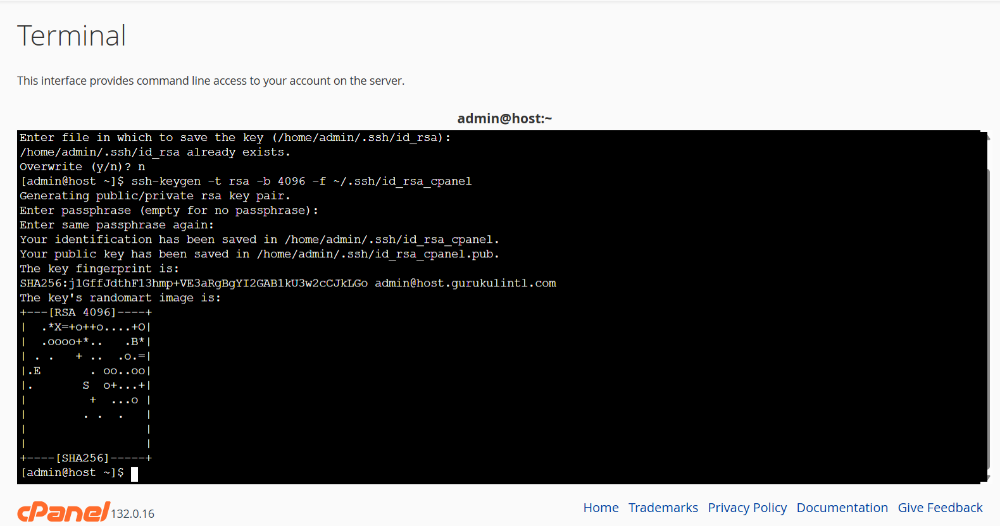 Terminal
This interface provides command line access to your account on the server.
admin@host:~
Enter file in which to save the key (/home/admin/.ssh/id_rsa):
/home/admin/.ssh/id_rsa already exists.
Overwrite (y/n)? n
[admin@host ~]$ ssh-keygen -t rsa -b 4096 -f ~/.ssh/id_rsa_cpanel
Generating public/private rsa key pair.
Enter passphrase (empty for no passphrase):
Enter same passphrase again:
Your identification has been saved in /home/admin/.ssh/id_rsa_cpanel.
Your public key has been saved in /home/admin/.ssh/id_rsa_cpanel.pub.
The key fingerprint is:
SHA256:j1GffJdthF13hmp+VE3aRgBgYI2GAB1kU3w2cCJkLGo admin@host.gurukulintl.com
The key's randomart image is:
+---[RSA 4096]----+
|  .*X=+o++o....+O|
|  .oooo+*..   .B*|
| . .   + ..  .o.=|
|.E       . oo..oo|
|.       S  o+...+|
|         +  ...o |
|        . .  .   |
|                 |
|                 |
+----[SHA256]-----+
[admin@host ~]$
cPanel 132.0.16
Home Trademarks Privacy Policy Documentation Give Feedback